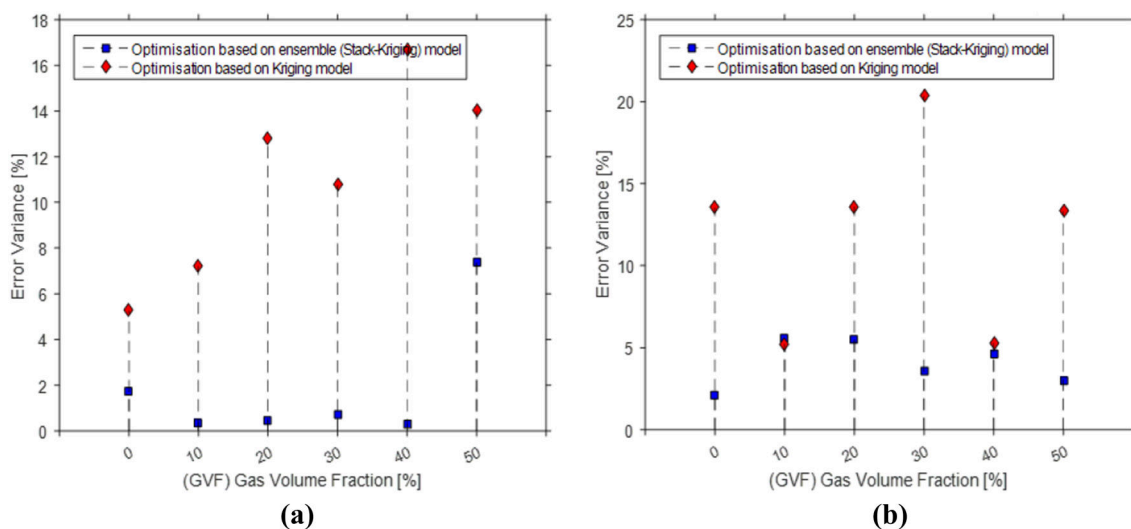 18
16
14
12
10
8
6
4
2
0
Error Variance [%]
Optimisation based on ensemble (Stack-Kriging) model
Optimisation based on Kriging model
0
10
20
30
40
50
(GVF) Gas Volume Fraction [%]
(a)
25
20
15
10
5
0
Error Variance [%]
Optimisation based on ensemble (Stack-Kriging) model
Optimisation based on Kriging model
0
10
20
30
40
50
(GVF) Gas Volume Fraction [%]
(b)